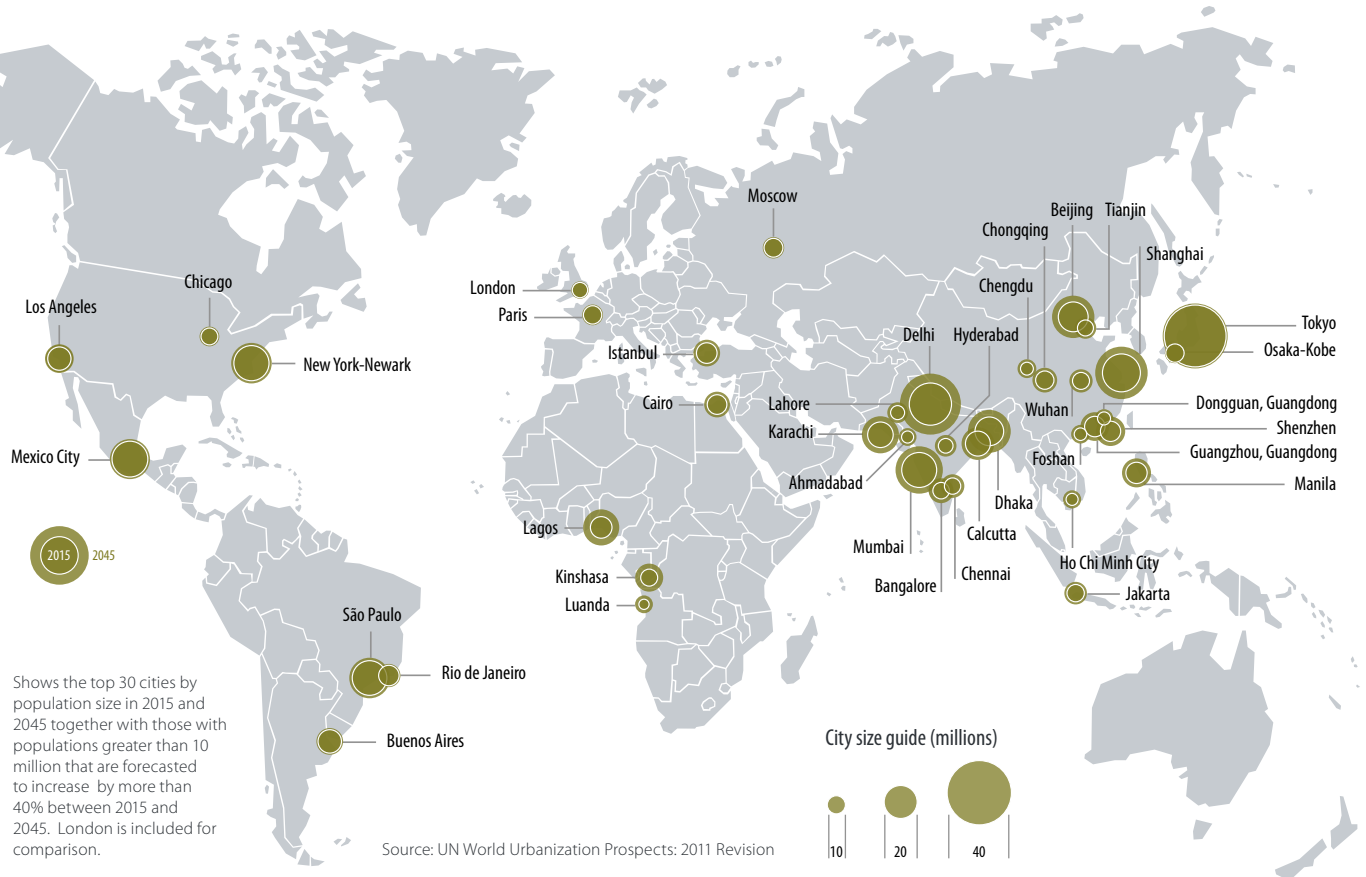 Moscow
Beijing
Tianjin
Chongqing
Shanghai
London
Chicago
Chengdu
Los Angeles
Paris
Tokyo
Delhi
Hyderabad
Osaka-Kobe
Istanbul
New York-Newark
Cairo
Lahore
Wuhan
Dongguan, Guangdong
Karachi
Shenzhen
Mexico City
Foshan
Guangzhou, Guangdong
Ahmadabad
Manila
Dhaka
Lagos
Calcutta
Mumbai
2015
2045
Ho Chi Minh City
Kinshasa
Bangalore
Chennai
Jakarta
Luanda
São Paulo
Rio de Janeiro
Buenos Aires
Shows the top 30 cities by
population size in 2015 and
2045 together with those with
populations greater than 10
million that are forecasted
to increase by more than
40% between 2015 and
2045. London is included for
comparison.
City size guide (millions)
10
20
40
Source: UN World Urbanization Prospects: 2011 Revision